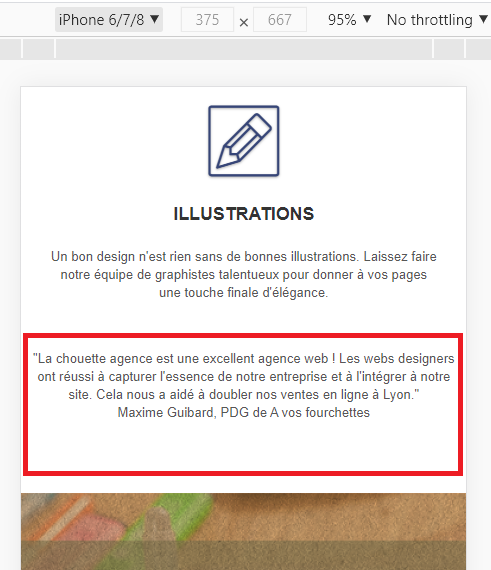 iPhone 6/7/8 ▼ 375 × 667 95% ▼ No throttling ▼
ILLUSTRATIONS
Un bon design n'est rien sans de bonnes illustrations. Laissez faire
notre équipe de graphistes talentueux pour donner à vos pages
une touche finale d'élégance.
"La chouette agence est une excellent agence web ! Les webs designers
ont réussi à capturer l'essence de notre entreprise et à l'intégrer à notre
site. Cela nous a aidé à doubler nos ventes en ligne à Lyon."
Maxime Guibard, PDG de A vos fourchettes